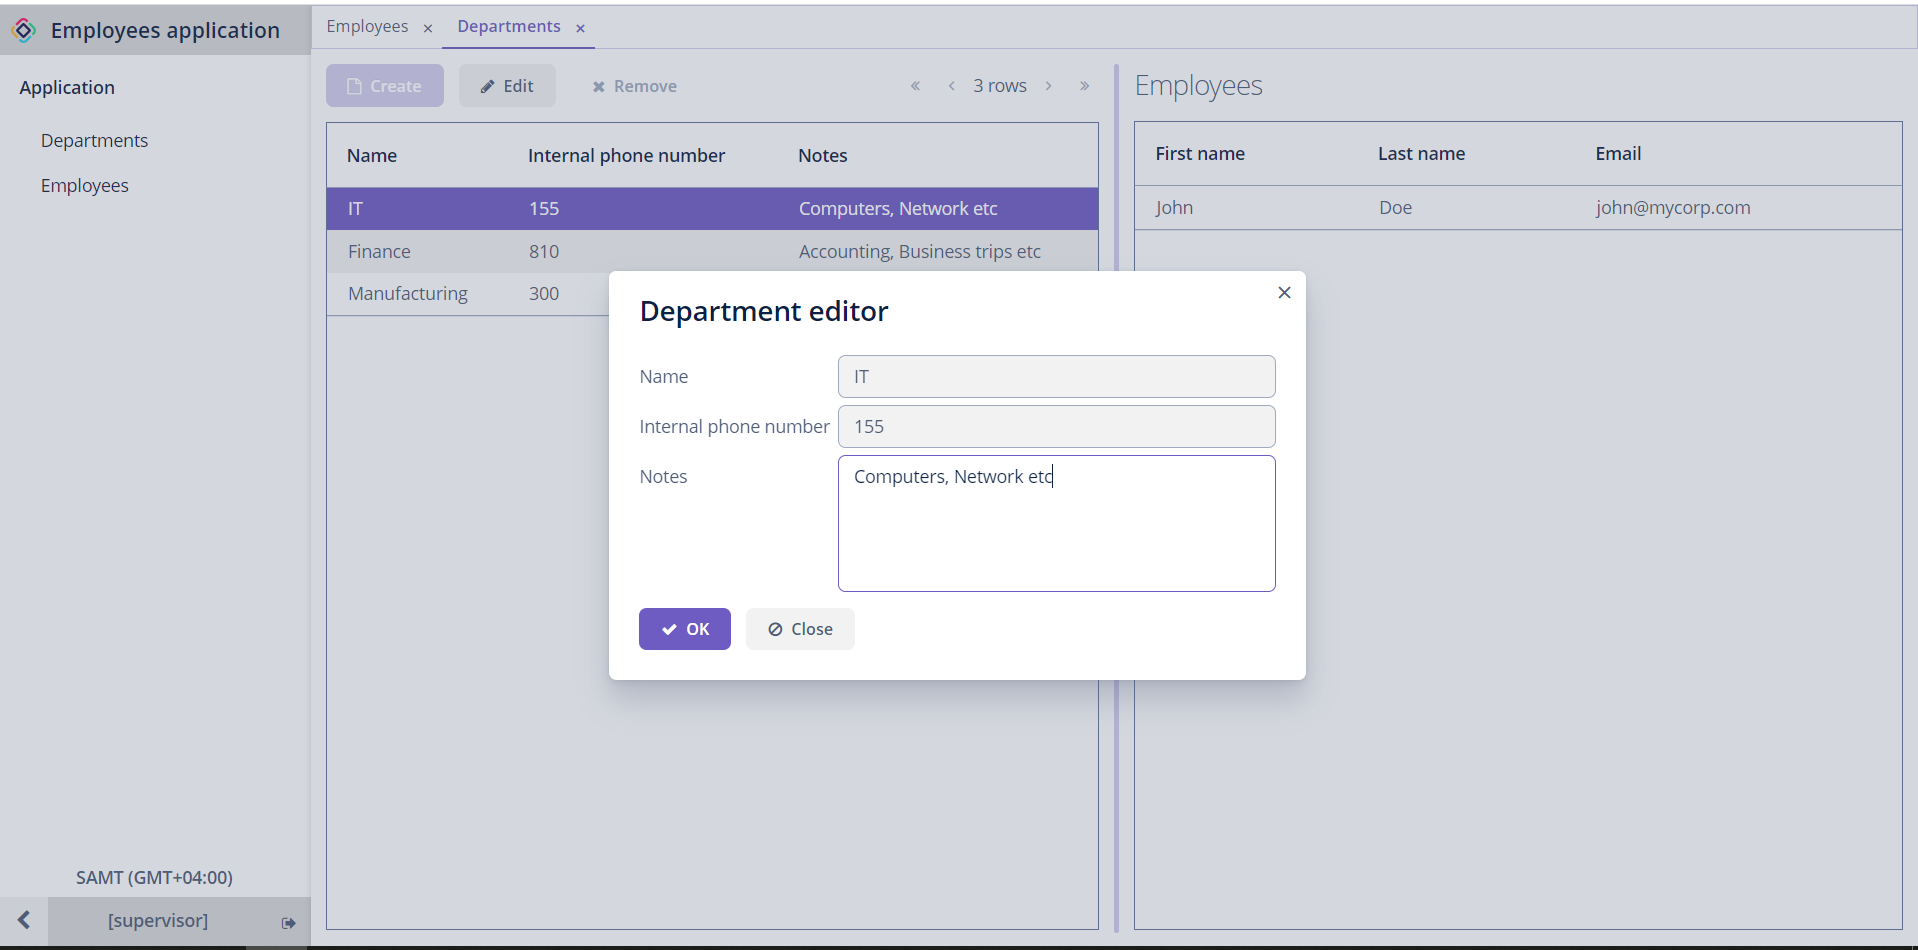 Employees application
Application
Departments
Employees
SAMT (GMT+04:00)
[supervisor]
Employees
Departments
Create Edit Remove 3 rows
Name Internal phone number Notes
IT 155 Computers, Network etc
Finance 810 Accounting, Business trips etc
Manufacturing 300
Employees
First name Last name Email
John Doe john@mycorp.com
Department editor
Name IT
Internal phone number 155
Notes Computers, Network etc
OK Close